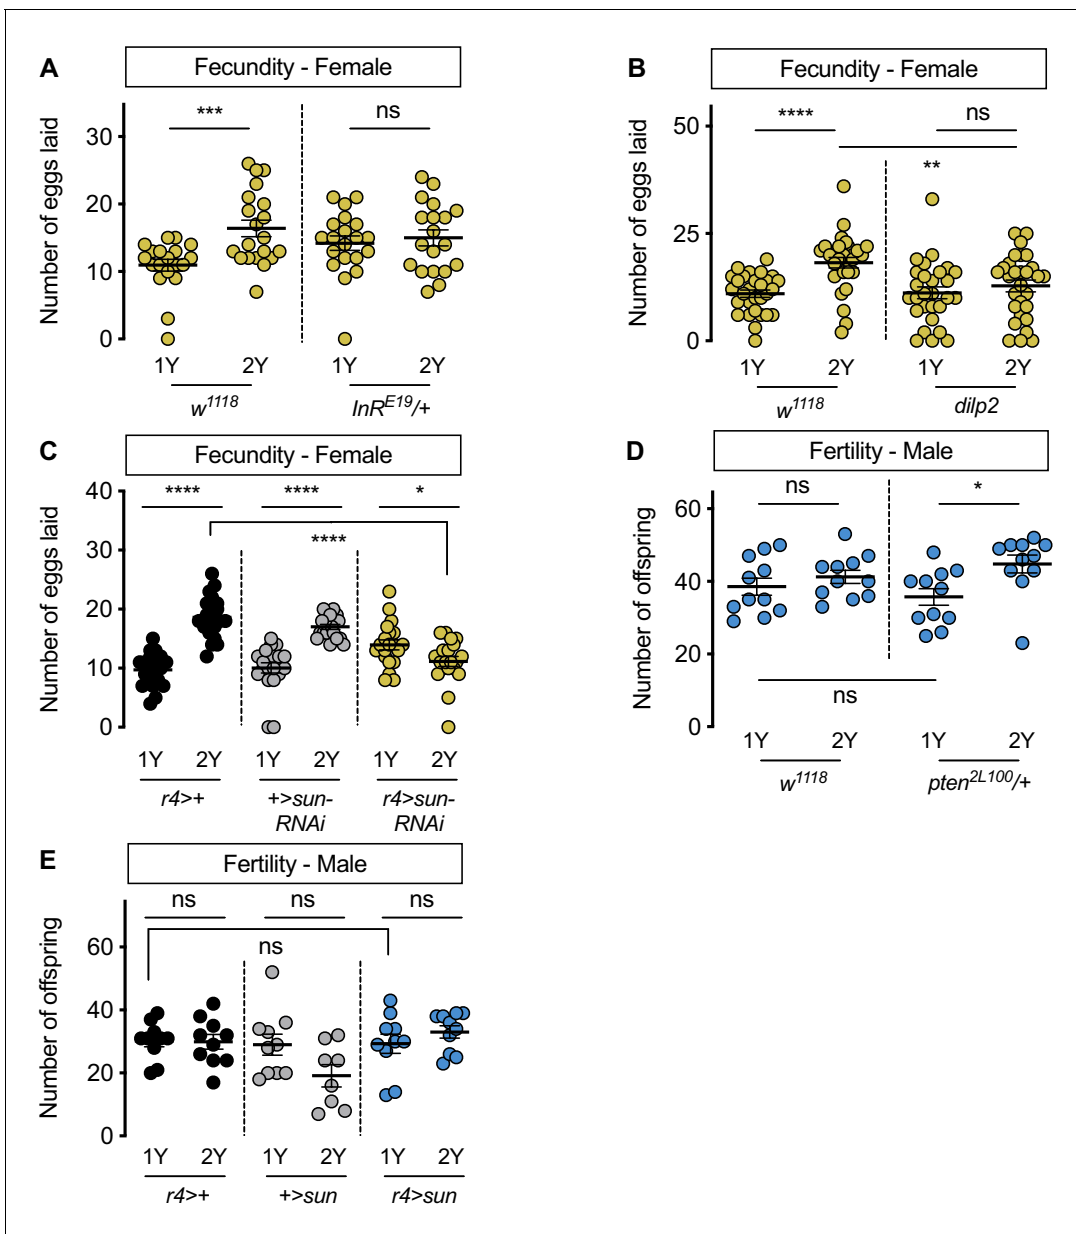 A
Fecundity - Female
Number of eggs laid
30
20
10
0
***
ns
1Y 2Y 1Y 2Y
w1118
InRE19/+
B
Fecundity - Female
Number of eggs laid
50
25
0
****
ns
**
1Y 2Y 1Y 2Y
w1118
dilp2
C
Fecundity - Female
Number of eggs laid
40
30
20
10
0
**** **** *
****
1Y 2Y 1Y 2Y 1Y 2Y
r4>+
+>sun-
RNAi
r4>sun-
RNAi
D
Fertility - Male
Number of offspring
60
40
20
0
ns
*
ns
1Y 2Y 1Y 2Y
w1118
pten2L100/+
E
Fertility - Male
Number of offspring
60
40
20
0
ns ns ns
ns
1Y 2Y 1Y 2Y 1Y 2Y
r4>+ +>sun r4>sun